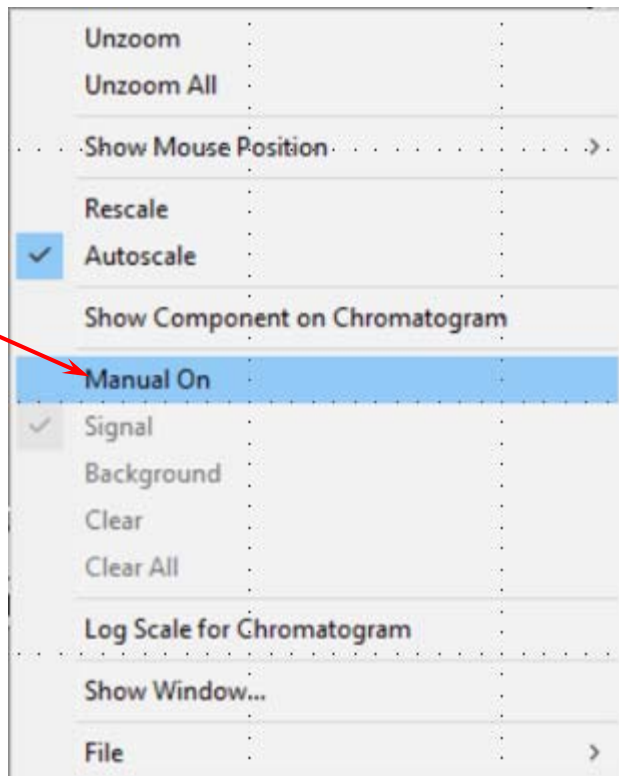 Unzoom
Unzoom All
Show Mouse Position
Rescale
Autoscale
Show Component on Chromatogram
Manual On
Signal
Background
Clear
Clear All
Log Scale for Chromatogram
Show Window...
File